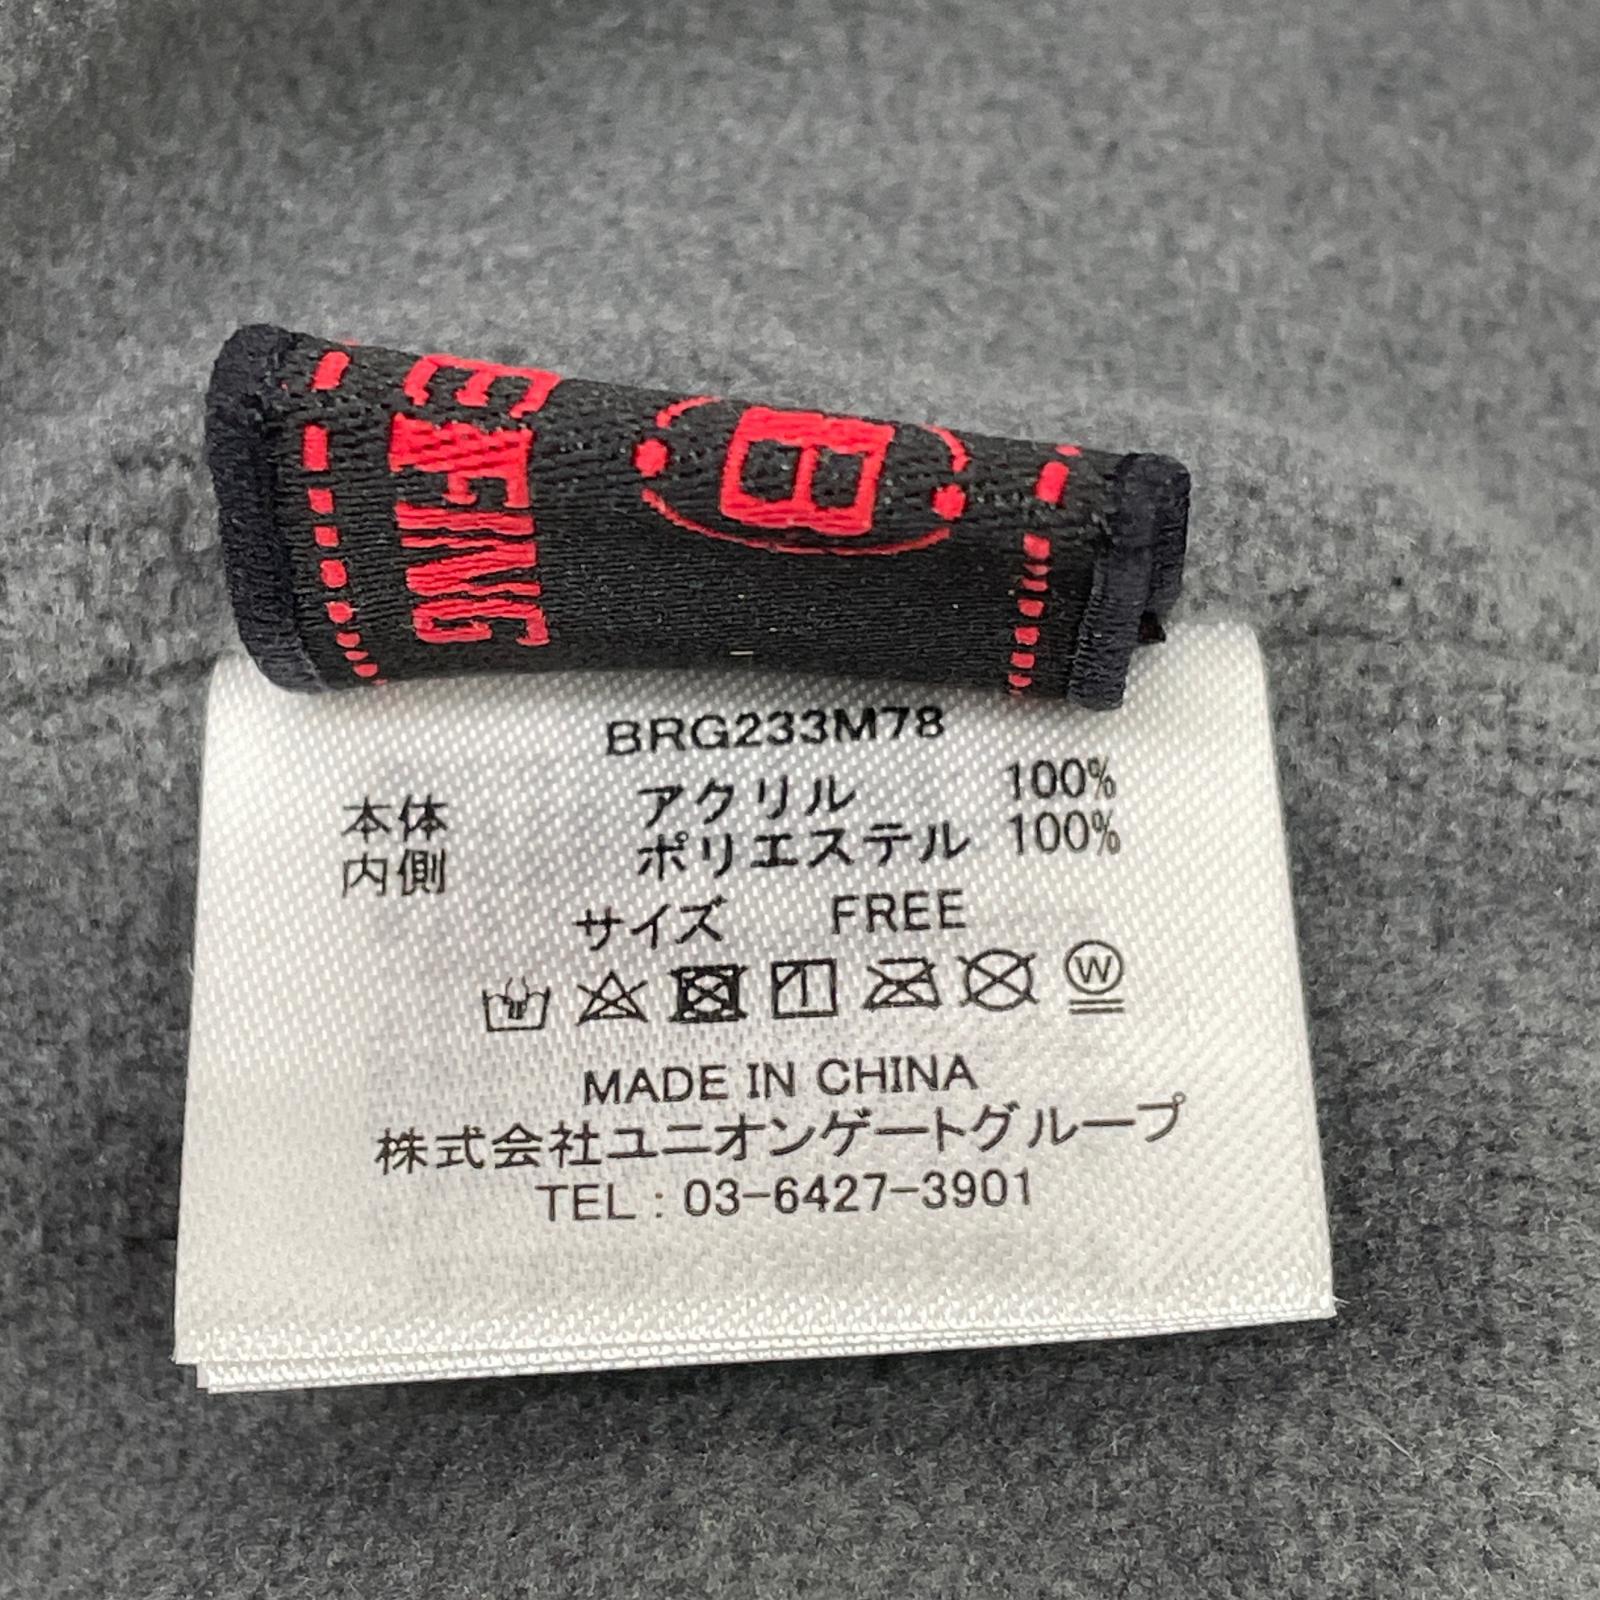 EFING
B
BRG233M78
本体 アクリル 100%
内側 ポリエステル 100%
サイズ FREE
W
MADE IN CHINA
株式会社ユニオンゲートグループ
TEL : 03-6427-3901